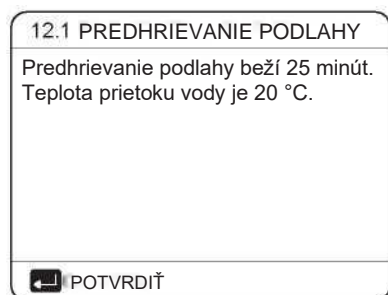 12.1 PREDHRIEVANIE PODLAHY
Predhrievanie podlahy beží 25 minút.
Teplota prietoku vody je 20 °C.
POTVRDIŤ